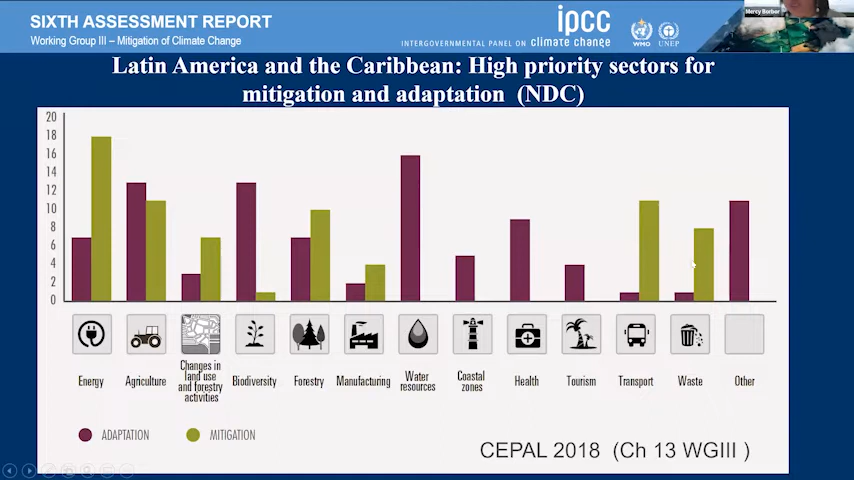 SIXTH ASSESSMENT REPORT
Working Group III – Mitigation of Climate Change
ipcc
INTERGOVERNMENTAL PANEL ON climate change
WMO
UNEP
Mercy Borbor
Latin America and the Caribbean: High priority sectors for
mitigation and adaptation (NDC)
20
18
16
14
12
10
8
6
4
2
0
Energy
Agriculture
Changes in
land use
and forestry
activities
Biodiversity
Forestry
Manufacturing
Water
resources
Coastal
zones
Health
Tourism
Transport
Waste
Other
ADAPTATION
MITIGATION
CEPAL 2018 (Ch 13 WGIII )